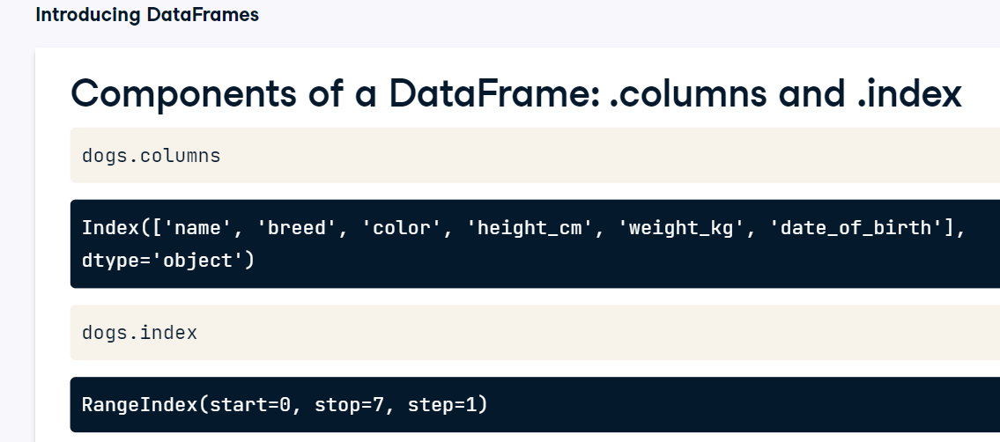 Introducing DataFrames
Components of a DataFrame: .columns and .index
dogs.columns
Index(['name', 'breed', 'color', 'height_cm', 'weight_kg', 'date_of_birth'],
dtype='object')
dogs.index
RangeIndex(start=0, stop=7, step=1)